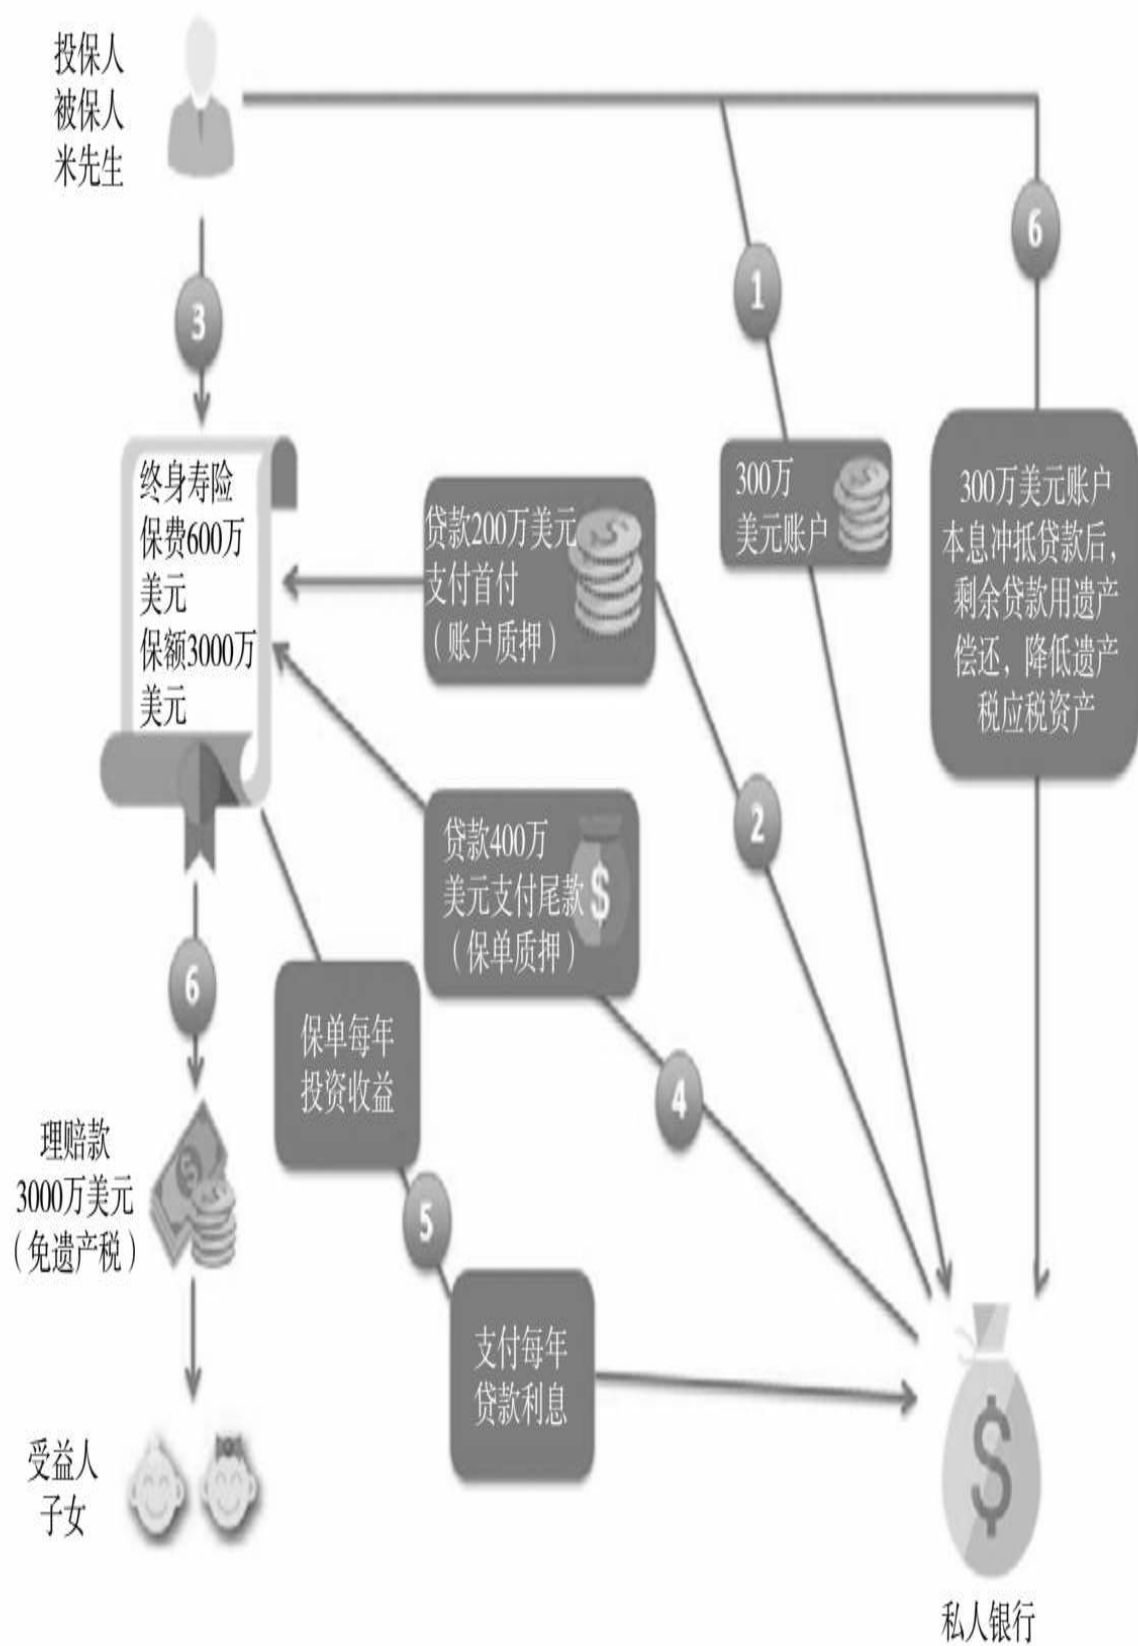 投保人
被保人
米先生
6
1
3
终身寿险
保费600万
美元
保额3000万
美元
贷款200万美元
支付首付
（账户质押）
300万
美元账户
300万美元账户
本息冲抵贷款后，
剩余贷款用遗产
偿还，降低遗产
税应税资产
2
贷款400万
美元支付尾款
（保单质押）
$
6
保单每年
投资收益
4
理赔款
3000万美元
（免遗产税）
5
支付每年
贷款利息
受益人
子女
$
私人银行